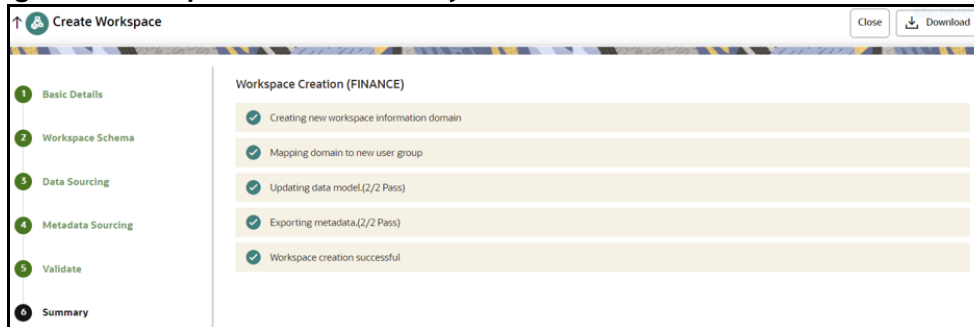 Create Workspace
Close
Download
1 Basic Details
2 Workspace Schema
3 Data Sourcing
4 Metadata Sourcing
5 Validate
6 Summary
Workspace Creation (FINANCE)
Creating new workspace information domain
Mapping domain to new user group
Updating data model.(2/2 Pass)
Exporting metadata.(2/2 Pass)
Workspace creation successful